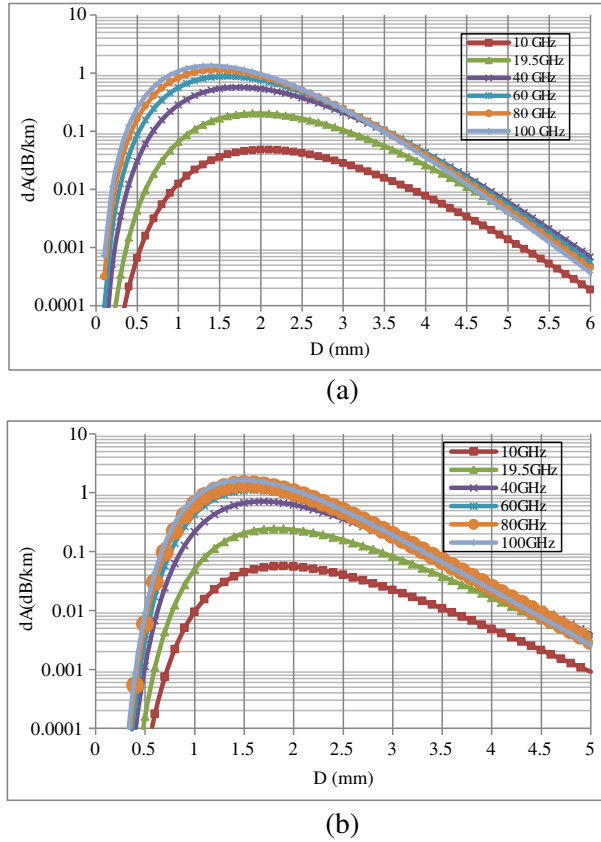 10
1
0.1
0.01
0.001
0.0001
dA(dB/km)
10 GHz
19.5GHz
40 GHz
60 GHz
80 GHz
100 GHz
0 0.5 1 1.5 2 2.5 3 3.5 4 4.5 5 5.5 6
D (mm)
(a)
10
1
0.1
0.01
0.001
0.0001
dA(dB/km)
10GHz
19.5GHz
40GHz
60GHz
80GHz
100GHz
0 0.5 1 1.5 2 2.5 3 3.5 4 4.5 5
D (mm)
(b)